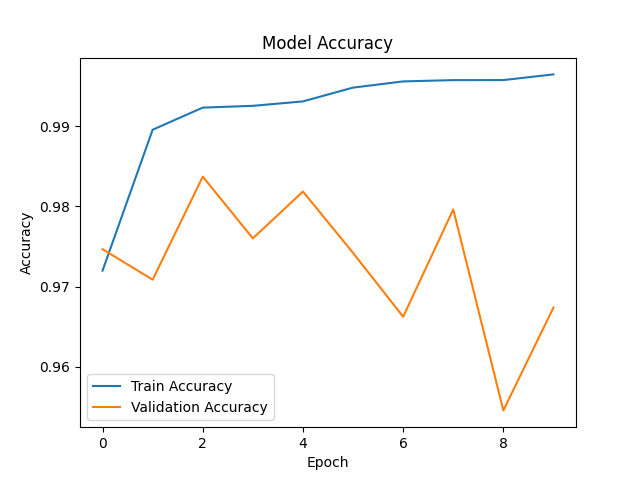 Model Accuracy
Accuracy
0.99
0.98
0.97
0.96
Train Accuracy
Validation Accuracy
0 2 4 6 8
Epoch